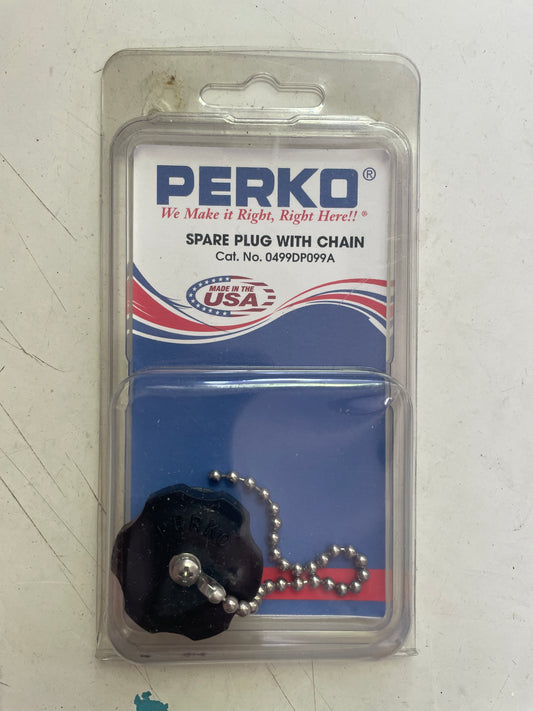 PERKO®
We Make it Right, Right Here!! ®
SPARE PLUG WITH CHAIN
Cat. No. 0499DP099A
MADE IN THE
USA
PERKO